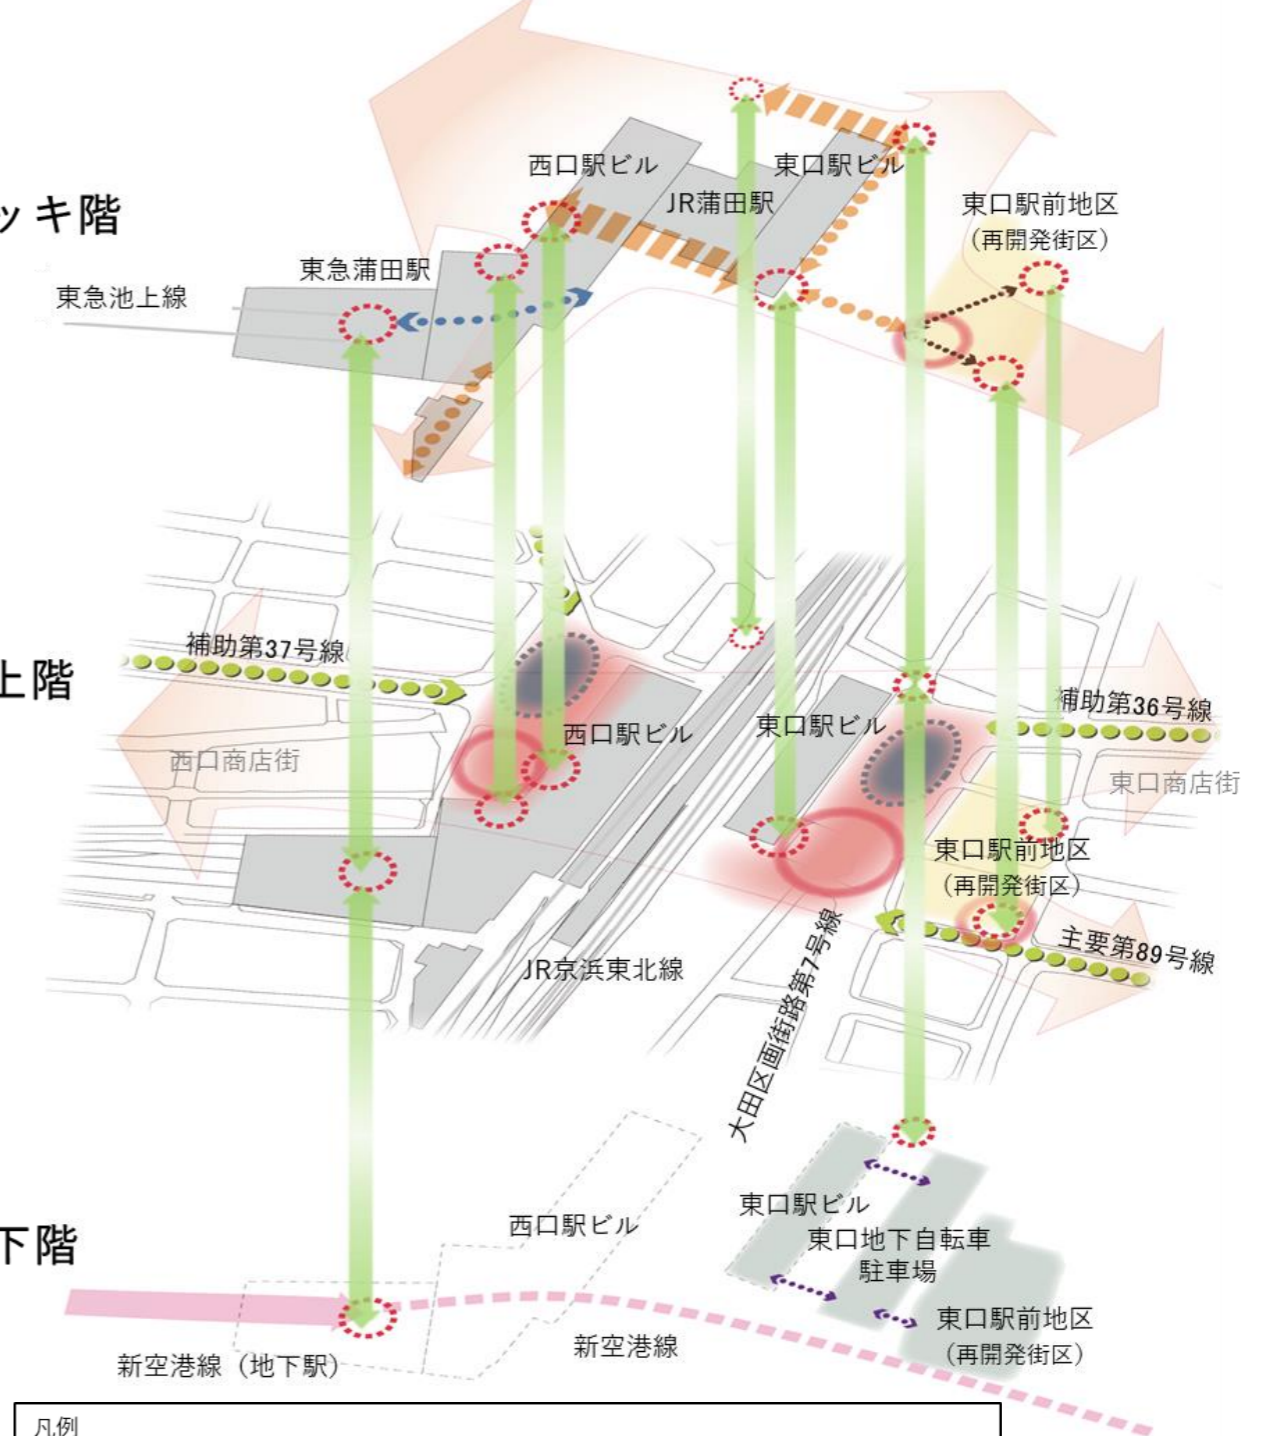 西口駅ビル
東口駅ビル
JR蒲田駅
ッキ階
東口駅前地区
（再開発街区）
東急蒲田駅
東急池上線
補助第37号線
上階
補助第36号線
西口駅ビル
東口駅ビル
西口商店街
東口商店街
東口駅前地区
（再開発街区）
主要第89号線
JR京浜東北線
大田区画街路第7号線
東口駅ビル
西口駅ビル
下階
東口地下自転車
駐車場
東口駅前地区
（再開発街区）
新空港線
新空港線（地下駅）
凡例